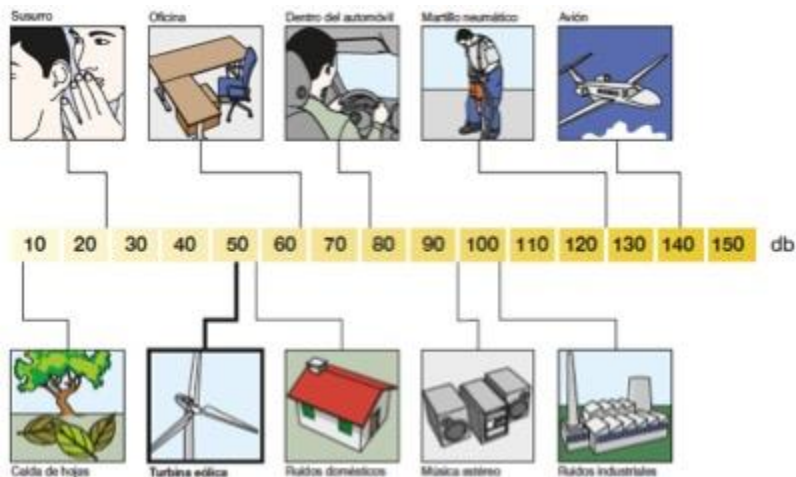 Susurro Oficina Dentro del automóvil Martillo neumático Avión
10 20 30 40 50 60 70 80 90 100 110 120 130 140 150 db
Caída de hojas Turbina eólica Ruidos domésticos Música estéreo Ruidos industriales